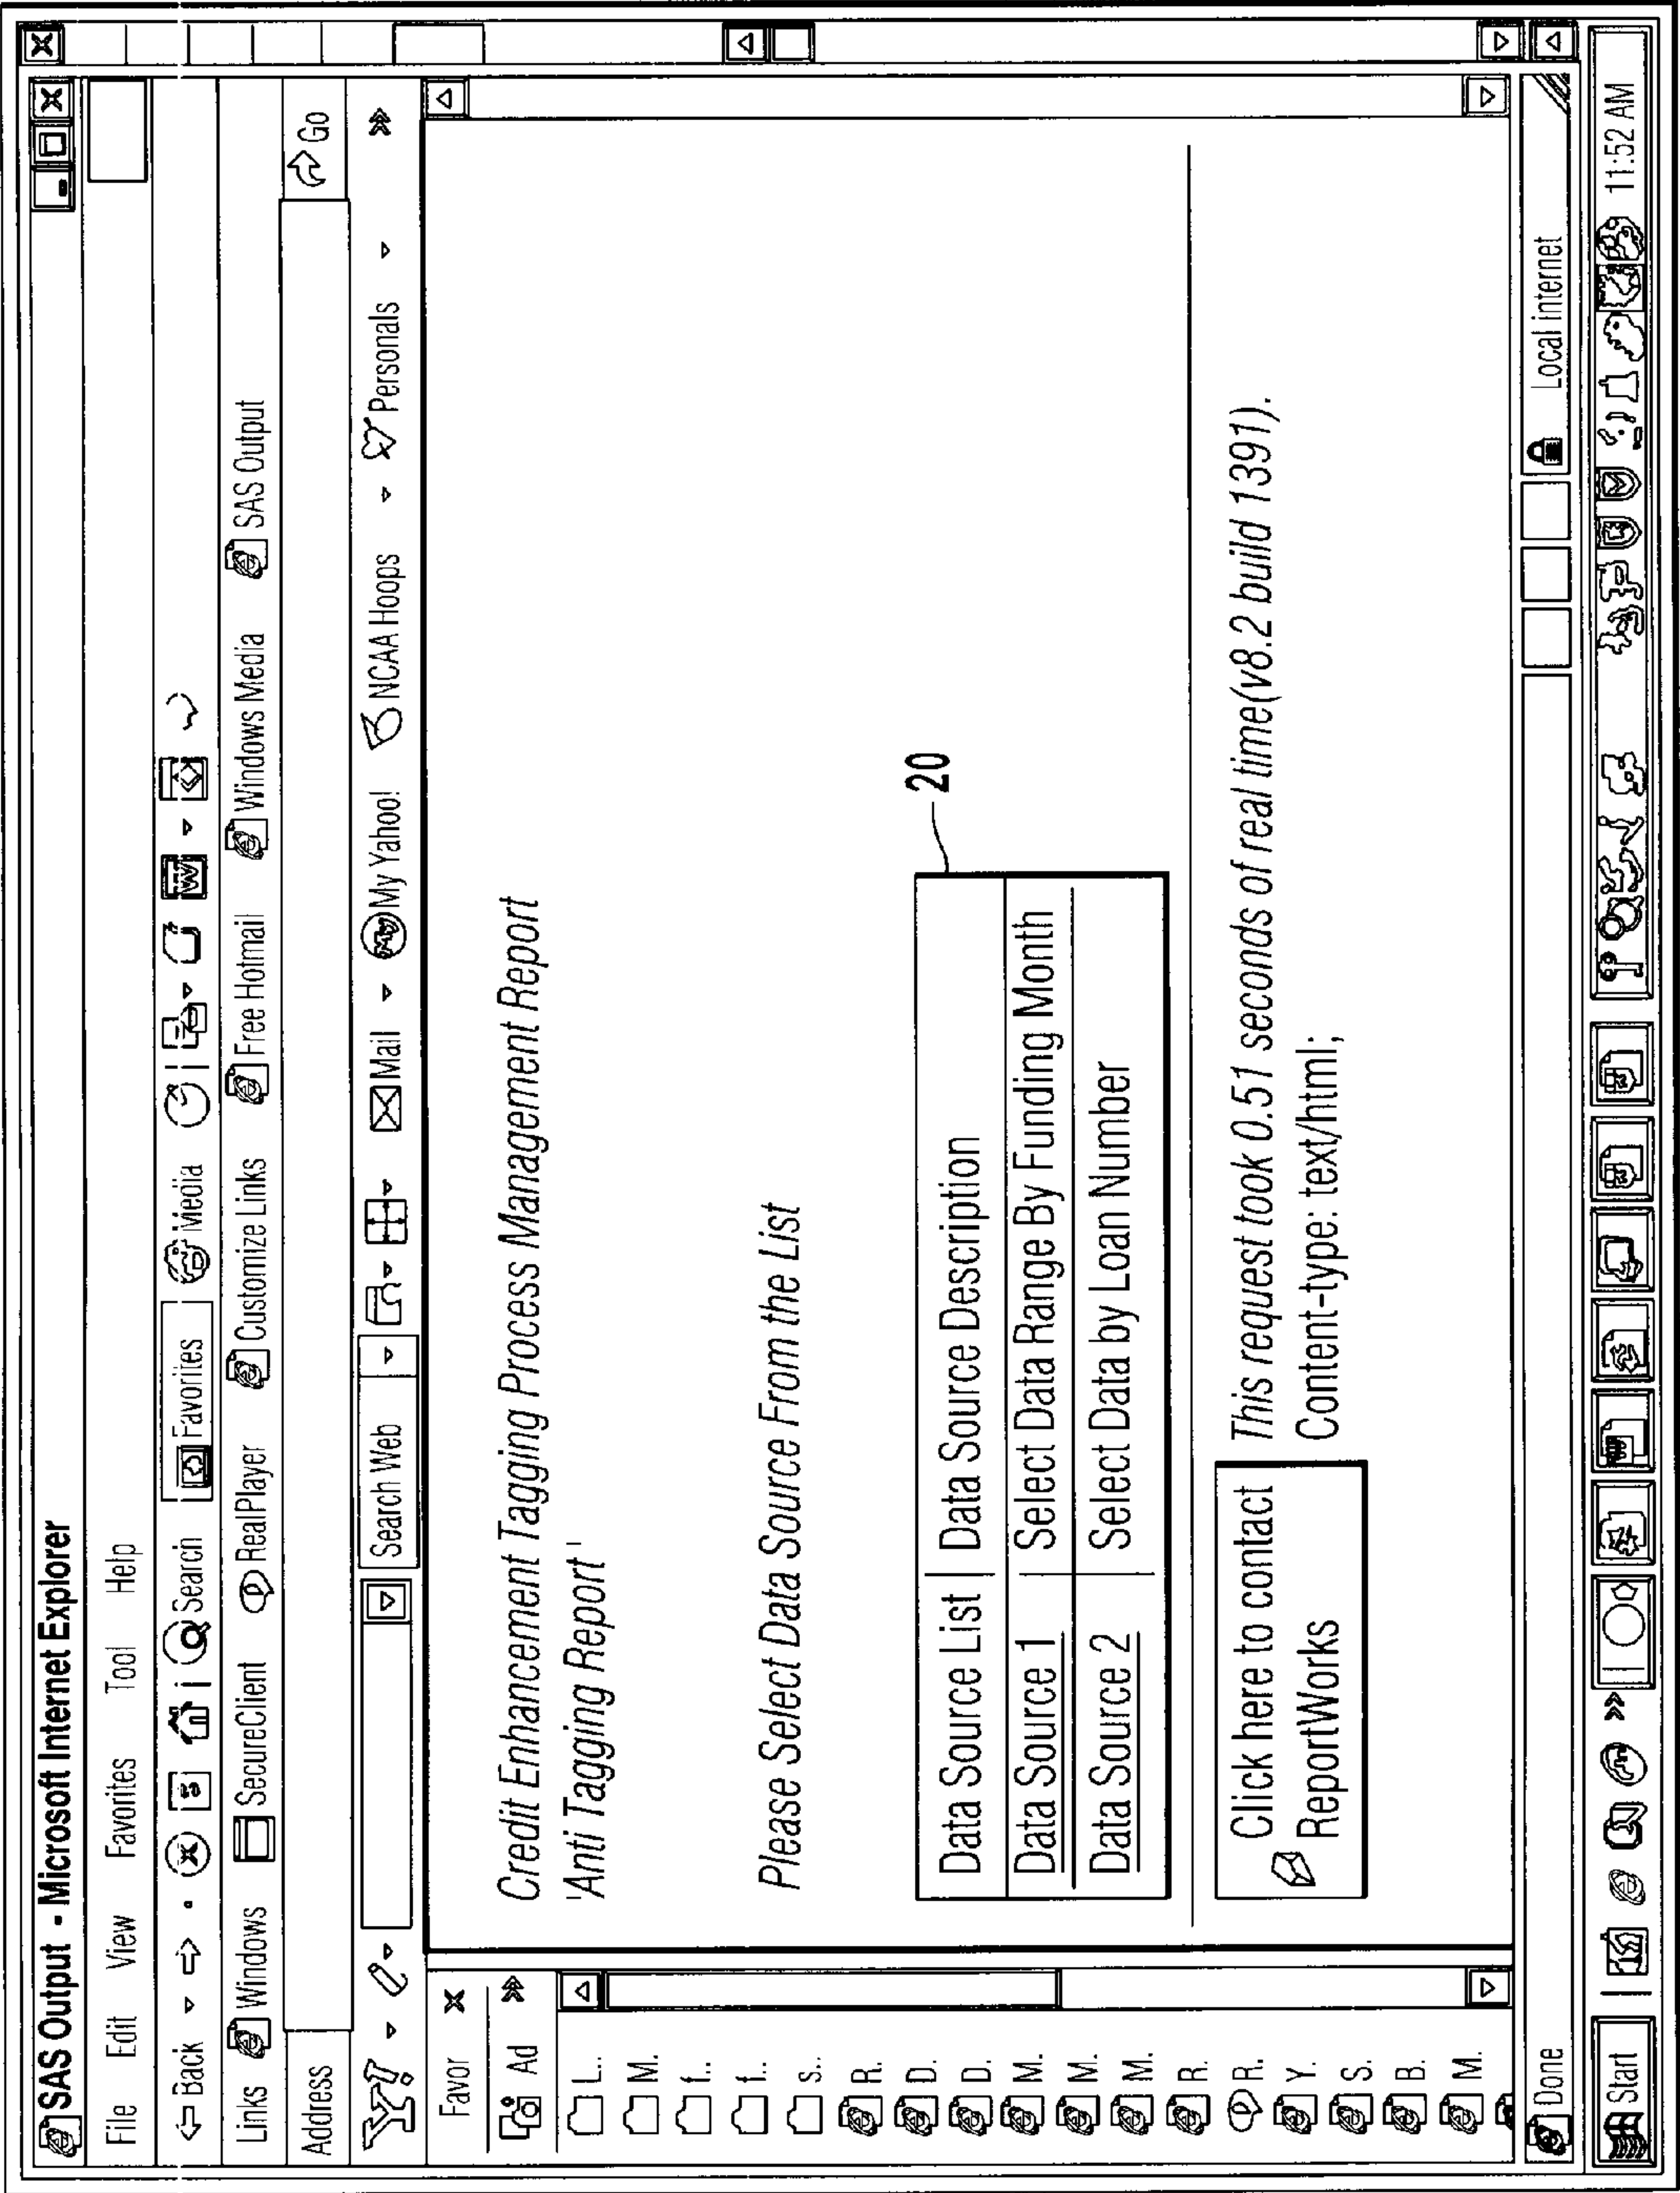 SAS Output - Microsoft Internet Explorer
File Edit View Favorites Tool Help
Back Search Favorites Media W
Links Windows SecureClient RealPlayer Customize Links Free Hotmail Windows Media SAS Output
Address Go
Y! Search Web Mail My Yahoo! NCAA Hoops Personals
Favor X
Ad
L..
M.
f..
f..
s..
R.
D.
D.
M.
M.
M.
R.
R.
Y.
S.
B.
M.
Credit Enhancement Tagging Process Management Report
'Anti Tagging Report'
Please Select Data Source From the List
20
Data Source List Data Source Description
Data Source 1 Select Data Range By Funding Month
Data Source 2 Select Data by Loan Number
Click here to contact
ReportWorks
This request took 0.51 seconds of real time(v8.2 build 1391).
Content-type: text/html;
Done Local internet
Start 11:52 AM